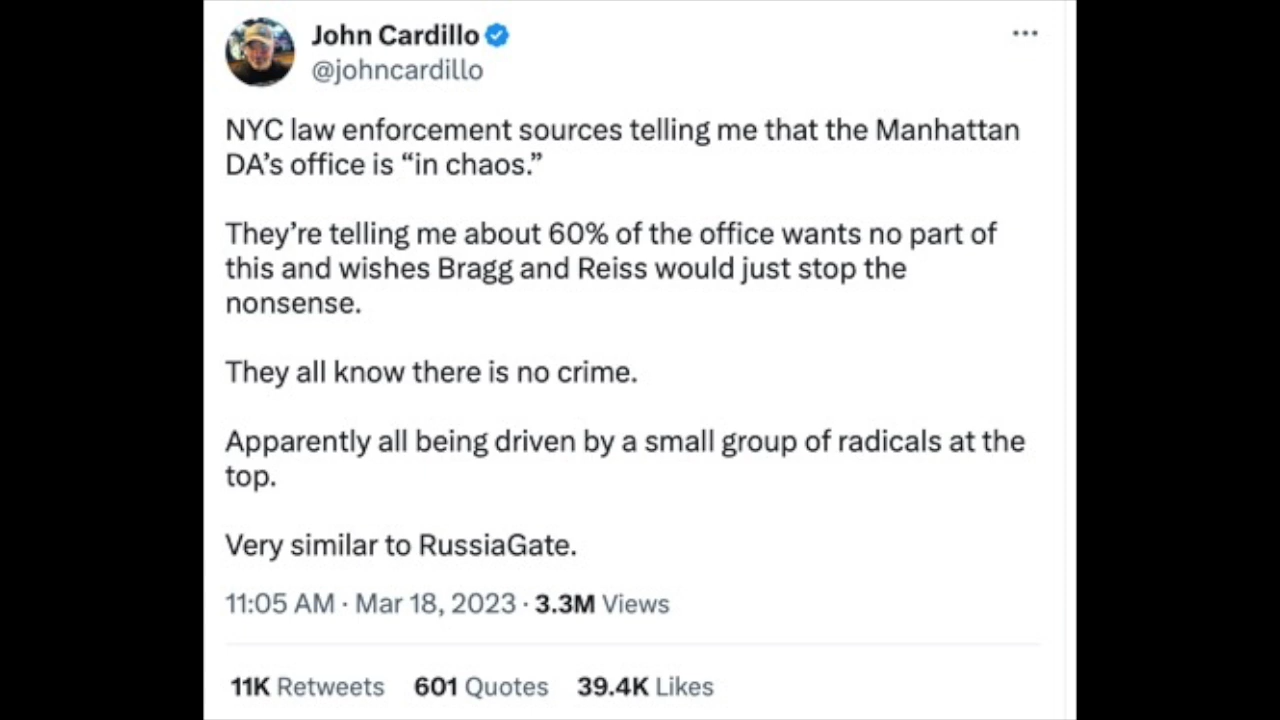 John Cardillo
@johncardillo
NYC law enforcement sources telling me that the Manhattan
DA’s office is “in chaos.”
They’re telling me about 60% of the office wants no part of
this and wishes Bragg and Reiss would just stop the
nonsense.
They all know there is no crime.
Apparently all being driven by a small group of radicals at the
top.
Very similar to RussiaGate.
11:05 AM · Mar 18, 2023 · 3.3M Views
11K Retweets 601 Quotes 39.4K Likes